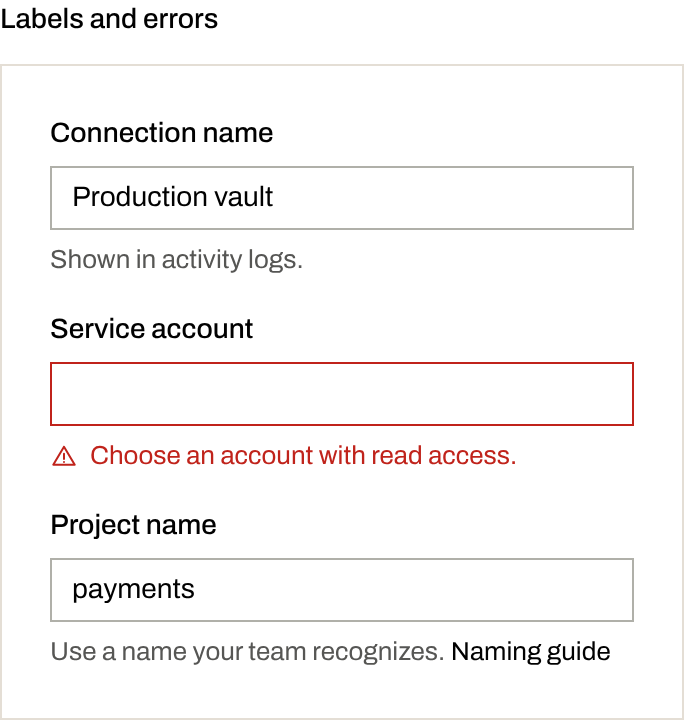 Labels and errors
Connection name
Production vault
Shown in activity logs.
Service account
Choose an account with read access.
Project name
payments
Use a name your team recognizes. Naming guide